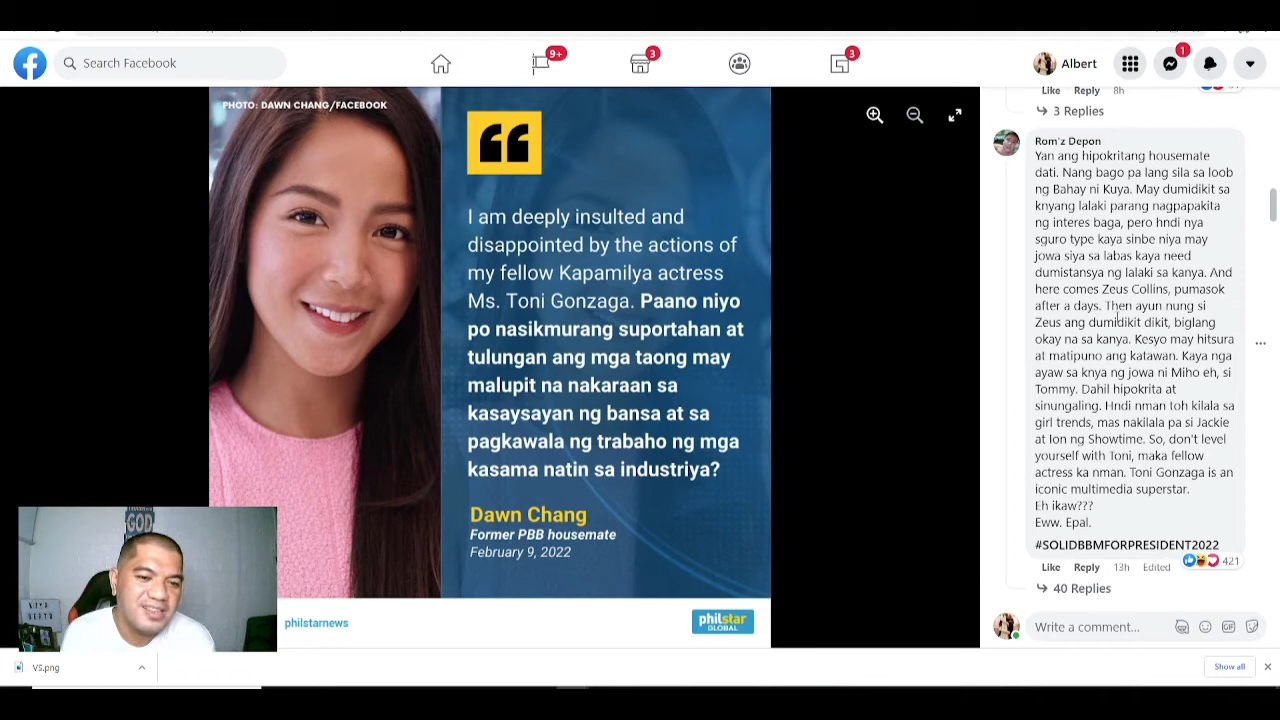 Search Facebook
9+
3
3
Albert
1
PHOTO: DAWN CHANG/FACEBOOK
I am deeply insulted and
disappointed by the actions of
my fellow Kapamilya actress
Ms. Toni Gonzaga. Paano niyo
po nasikmurang suportahan at
tulungan ang mga taong may
malupit na nakaraan sa
kasaysayan ng bansa at sa
pagkawala ng trabaho ng mga
kasama natin sa industriya?
Dawn Chang
Former PBB housemate
February 9, 2022
philstarnews
philstar
GLOBAL
GOD
Like Reply 8h
3 Replies
Rom'z Depon
Yan ang hipokritang housemate
dati. Nang bago pa lang sila sa loob
ng Bahay ni Kuya. May dumidikit sa
knyang lalaki parang nagpapakita
ng interes baga, pero hndi nya
sguro type kaya sinbe niya may
jowa siya sa labas kaya need
dumistansya ng lalaki sa kanya. And
here comes Zeus Collins, pumasok
after a days. Then ayun nung si
Zeus ang dumidikit dikit, biglang
okay na sa kanya. Kesyo may hitsura
at matipuno ang katawan. Kaya nga
ayaw sa knya ng jowa ni Miho eh, si
Tommy. Dahil hipokrita at
sinungaling. Hndi nman toh kilala sa
girl trends, mas nakilala pa si Jackie
at Ion ng Showtime. So, don't level
yourself with Toni, maka fellow
actress ka nman. Toni Gonzaga is an
iconic multimedia superstar.
Eh ikaw???
Eww. Epal.
#SOLIDBBMFORPRESIDENT2022
Like Reply 13h Edited 421
40 Replies
Write a comment...
GIF
VS.png
Show all